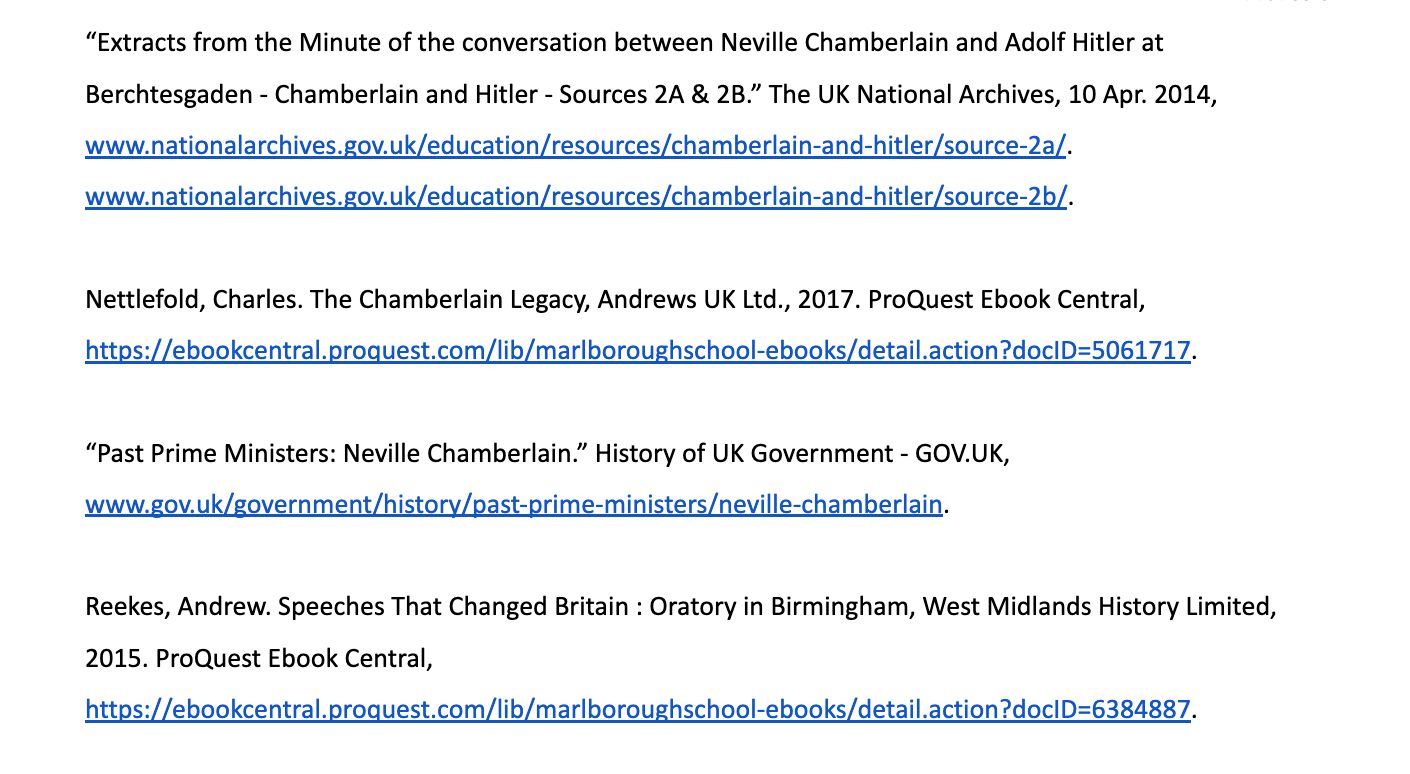 “Extracts from the Minute of the conversation between Neville Chamberlain and Adolf Hitler at
Berchtesgaden - Chamberlain and Hitler - Sources 2A & 2B.” The UK National Archives, 10 Apr. 2014,
www.nationalarchives.gov.uk/education/resources/chamberlain-and-hitler/source-2a/.
www.nationalarchives.gov.uk/education/resources/chamberlain-and-hitler/source-2b/.
Nettlefold, Charles. The Chamberlain Legacy, Andrews UK Ltd., 2017. ProQuest Ebook Central,
https://ebookcentral.proquest.com/lib/marlboroughschool-ebooks/detail.action?docID=5061717.
“Past Prime Ministers: Neville Chamberlain.” History of UK Government - GOV.UK,
www.gov.uk/government/history/past-prime-ministers/neville-chamberlain.
Reekes, Andrew. Speeches That Changed Britain : Oratory in Birmingham, West Midlands History Limited,
2015. ProQuest Ebook Central,
https://ebookcentral.proquest.com/lib/marlboroughschool-ebooks/detail.action?docID=6384887.